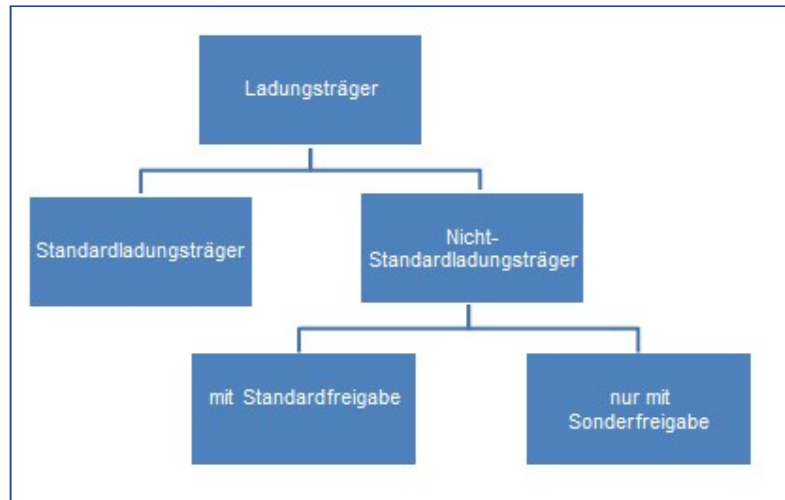 Ladungsträger
Standardladungsträger
Nicht-
Standardladungsträger
mit Standardfreigabe
nur mit
Sonderfreigabe